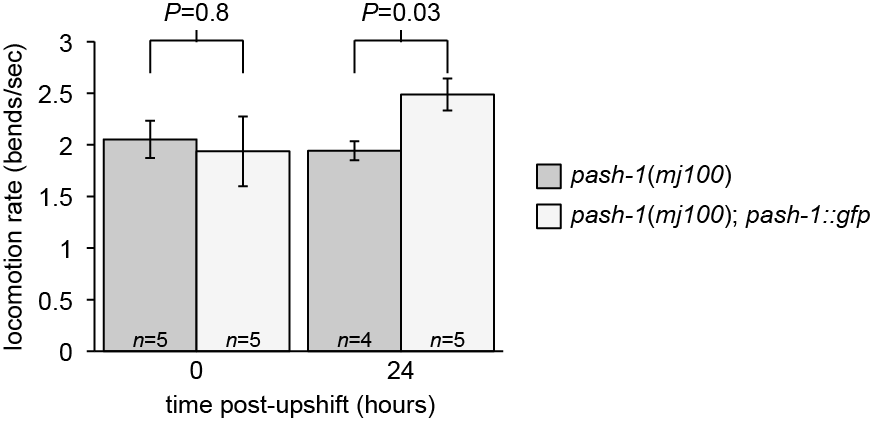 P=0.8 P=0.03
3
2.5
2
1.5
1
0.5
0
locomotion rate (bends/sec)
n=5 n=5 n=4 n=5
0 24
time post-upshift (hours)
pash-1(mj100)
pash-1(mj100); pash-1::gfp